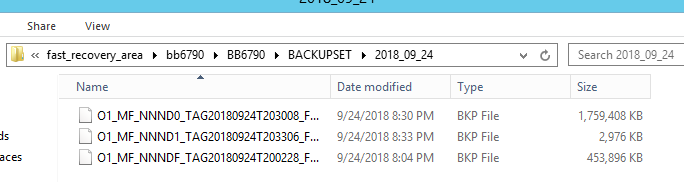 2018_09_24
Share View
« fast_recovery_area bb6790 BB6790 BACKUPSET 2018_09_24 Search 2018_09_24
Name Date modified Type Size
O1_MF_NNND0_TAG20180924T203008_F... 9/24/2018 8:30 PM BKP File 1,759,408 KB
O1_MF_NNND1_TAG20180924T203306_F... 9/24/2018 8:33 PM BKP File 2,976 KB
O1_MF_NNNDF_TAG20180924T200228_F... 9/24/2018 8:04 PM BKP File 453,896 KB
ds
aces